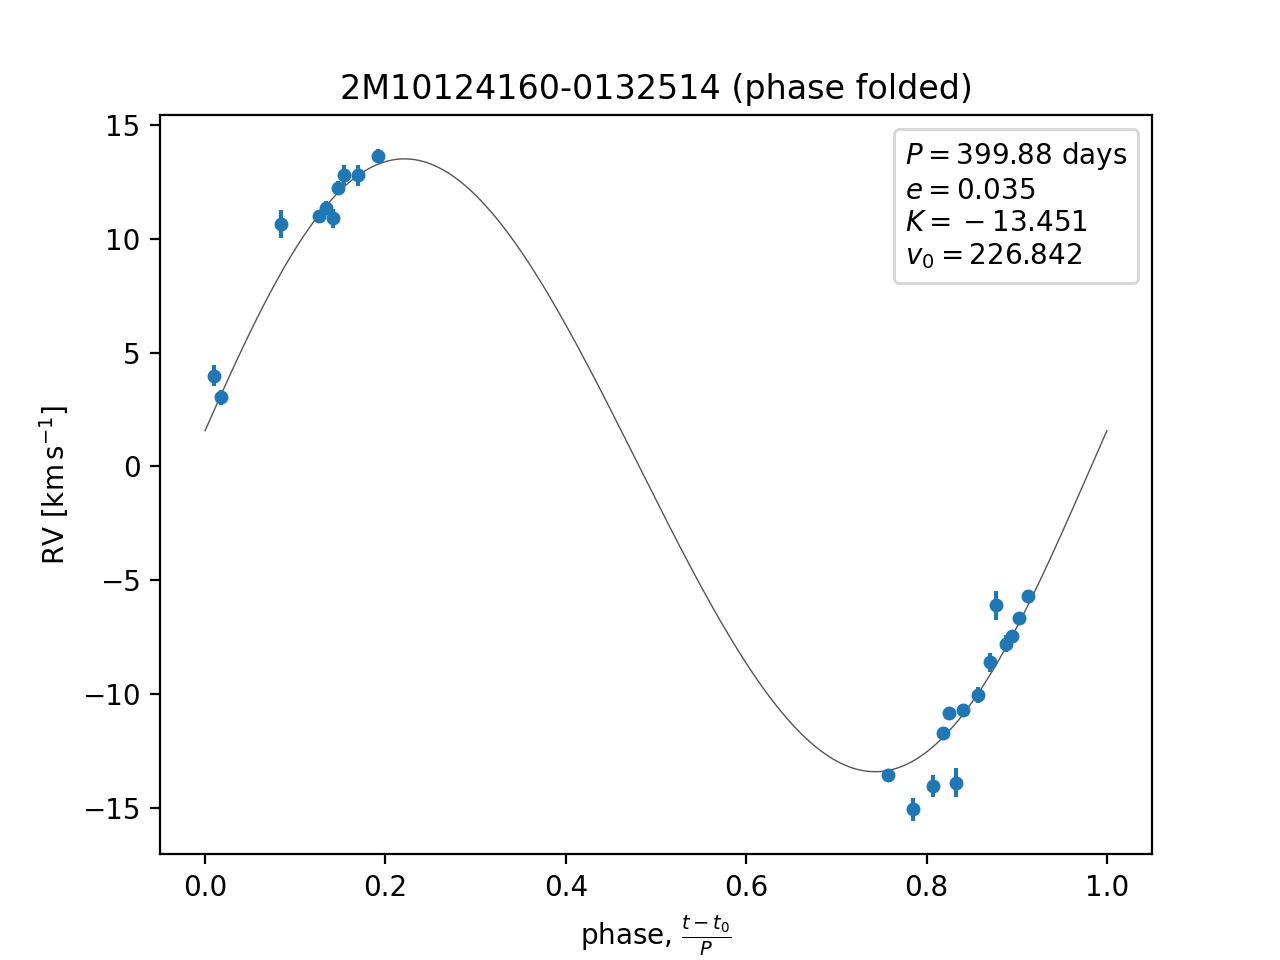 2M10124160-0132514 (phase folded)
P = 399.88 days
e = 0.035
K = −13.451
v₀ = 226.842
RV [km s⁻¹]
15
10
5
0
−5
−10
−15
0.0 0.2 0.4 0.6 0.8 1.0
phase, (t − t₀)/P